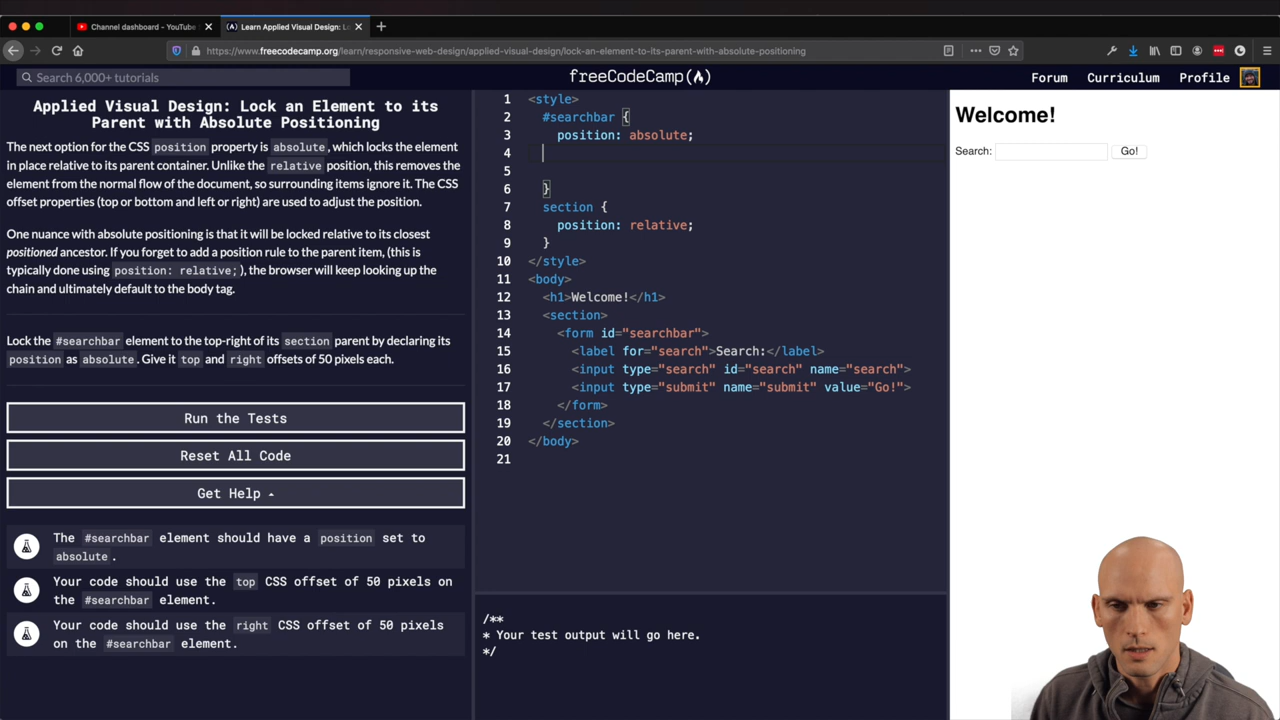 Channel dashboard - YouTube
Learn Applied Visual Design: L
https://www.freecodecamp.org/learn/responsive-web-design/applied-visual-design/lock-an-element-to-its-parent-with-absolute-positioning
Search 6,000+ tutorials
freeCodeCamp
Forum
Curriculum
Profile
Applied Visual Design: Lock an Element to its
Parent with Absolute Positioning
The next option for the CSS position property is absolute, which locks the element
in place relative to its parent container. Unlike the relative position, this removes the
element from the normal flow of the document, so surrounding items ignore it. The CSS
offset properties (top or bottom and left or right) are used to adjust the position.
One nuance with absolute positioning is that it will be locked relative to its closest
positioned ancestor. If you forget to add a position rule to the parent item, (this is
typically done using position: relative;), the browser will keep looking up the
chain and ultimately default to the body tag.
Lock the #searchbar element to the top-right of its section parent by declaring its
position as absolute. Give it top and right offsets of 50 pixels each.
Run the Tests
Reset All Code
Get Help
The #searchbar element should have a position set to
absolute.
Your code should use the top CSS offset of 50 pixels on
the #searchbar element.
Your code should use the right CSS offset of 50 pixels
on the #searchbar element.
1 <style>
2 #searchbar {
3 position: absolute;
4
5
6 }
7 section {
8 position: relative;
9 }
10 </style>
11 <body>
12 <h1>Welcome!</h1>
13 <section>
14 <form id="searchbar">
15 <label for="search">Search:</label>
16 <input type="search" id="search" name="search">
17 <input type="submit" name="submit" value="Go!">
18 </form>
19 </section>
20 </body>
21
/**
* Your test output will go here.
*/
Welcome!
Search:
Go!